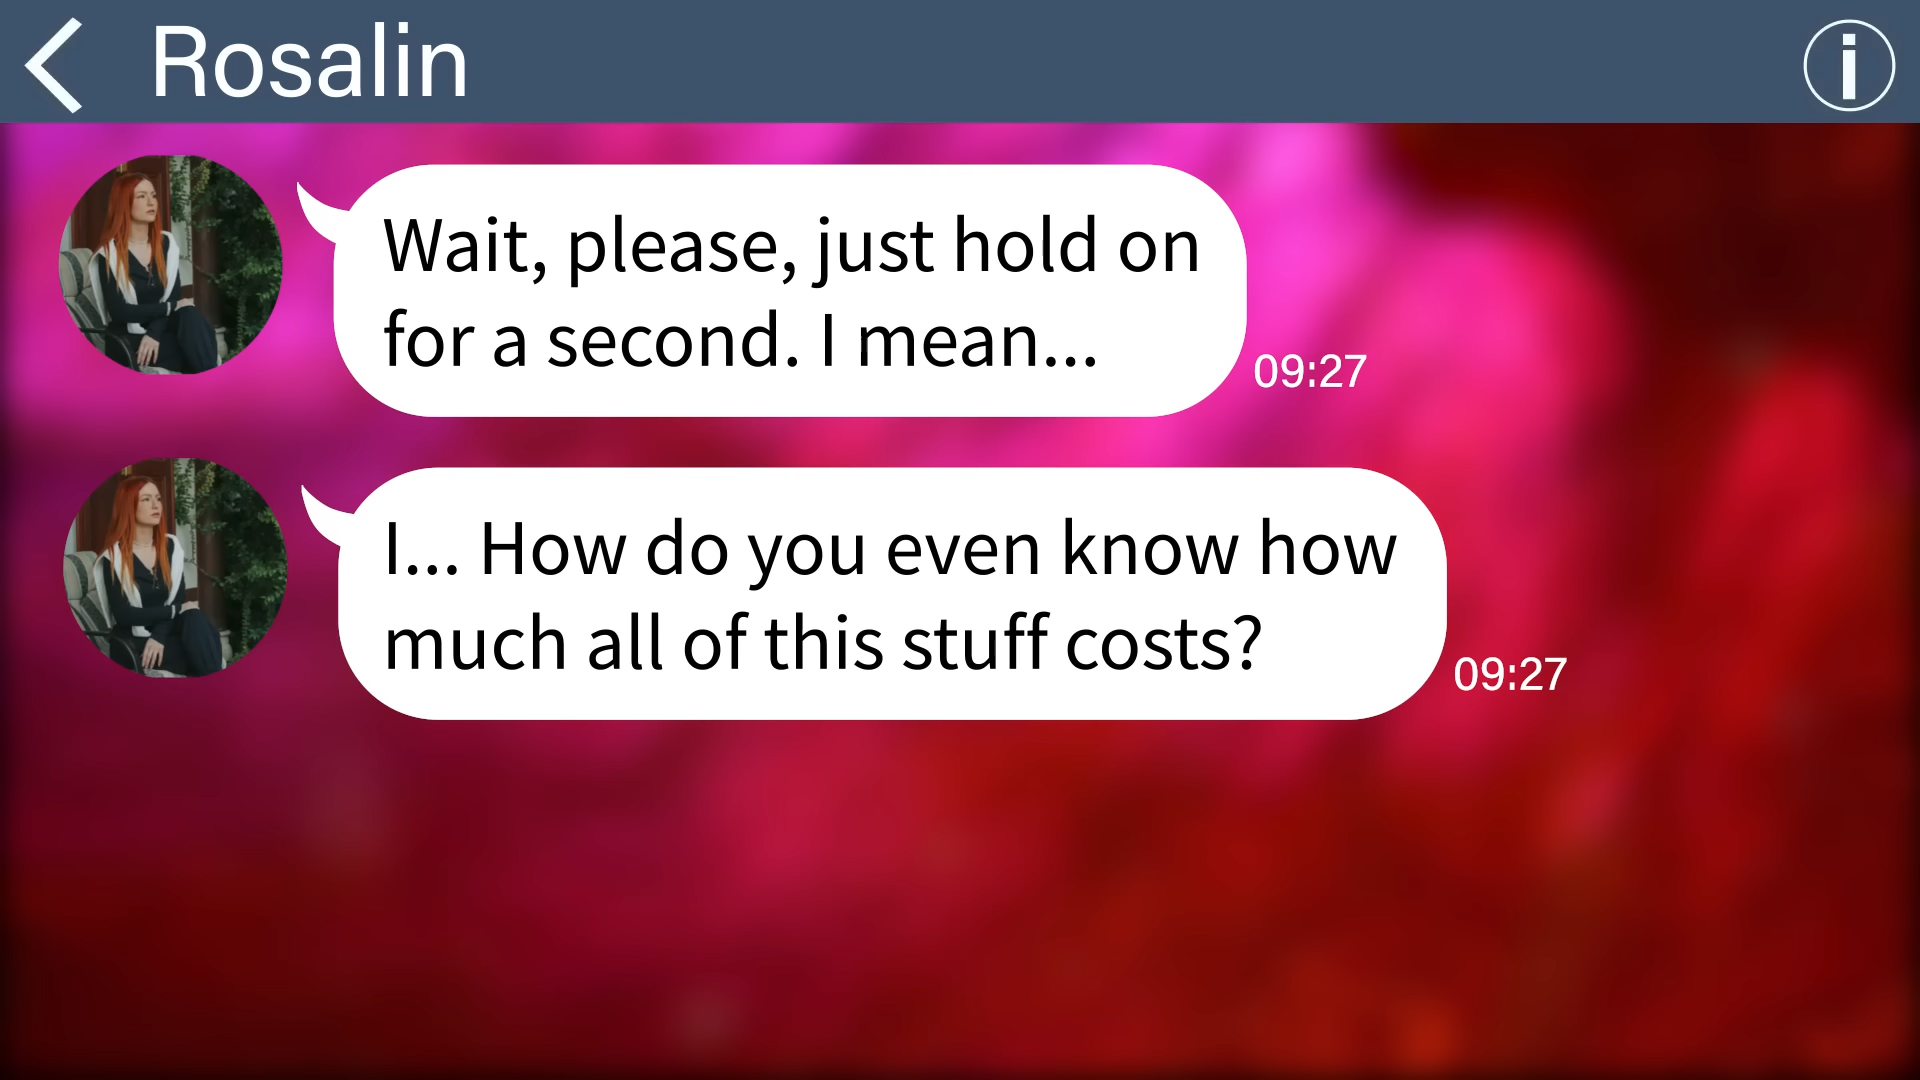 Rosalin
Wait, please, just hold on
for a second. I mean...
09:27
I... How do you even know how
much all of this stuff costs?
09:27